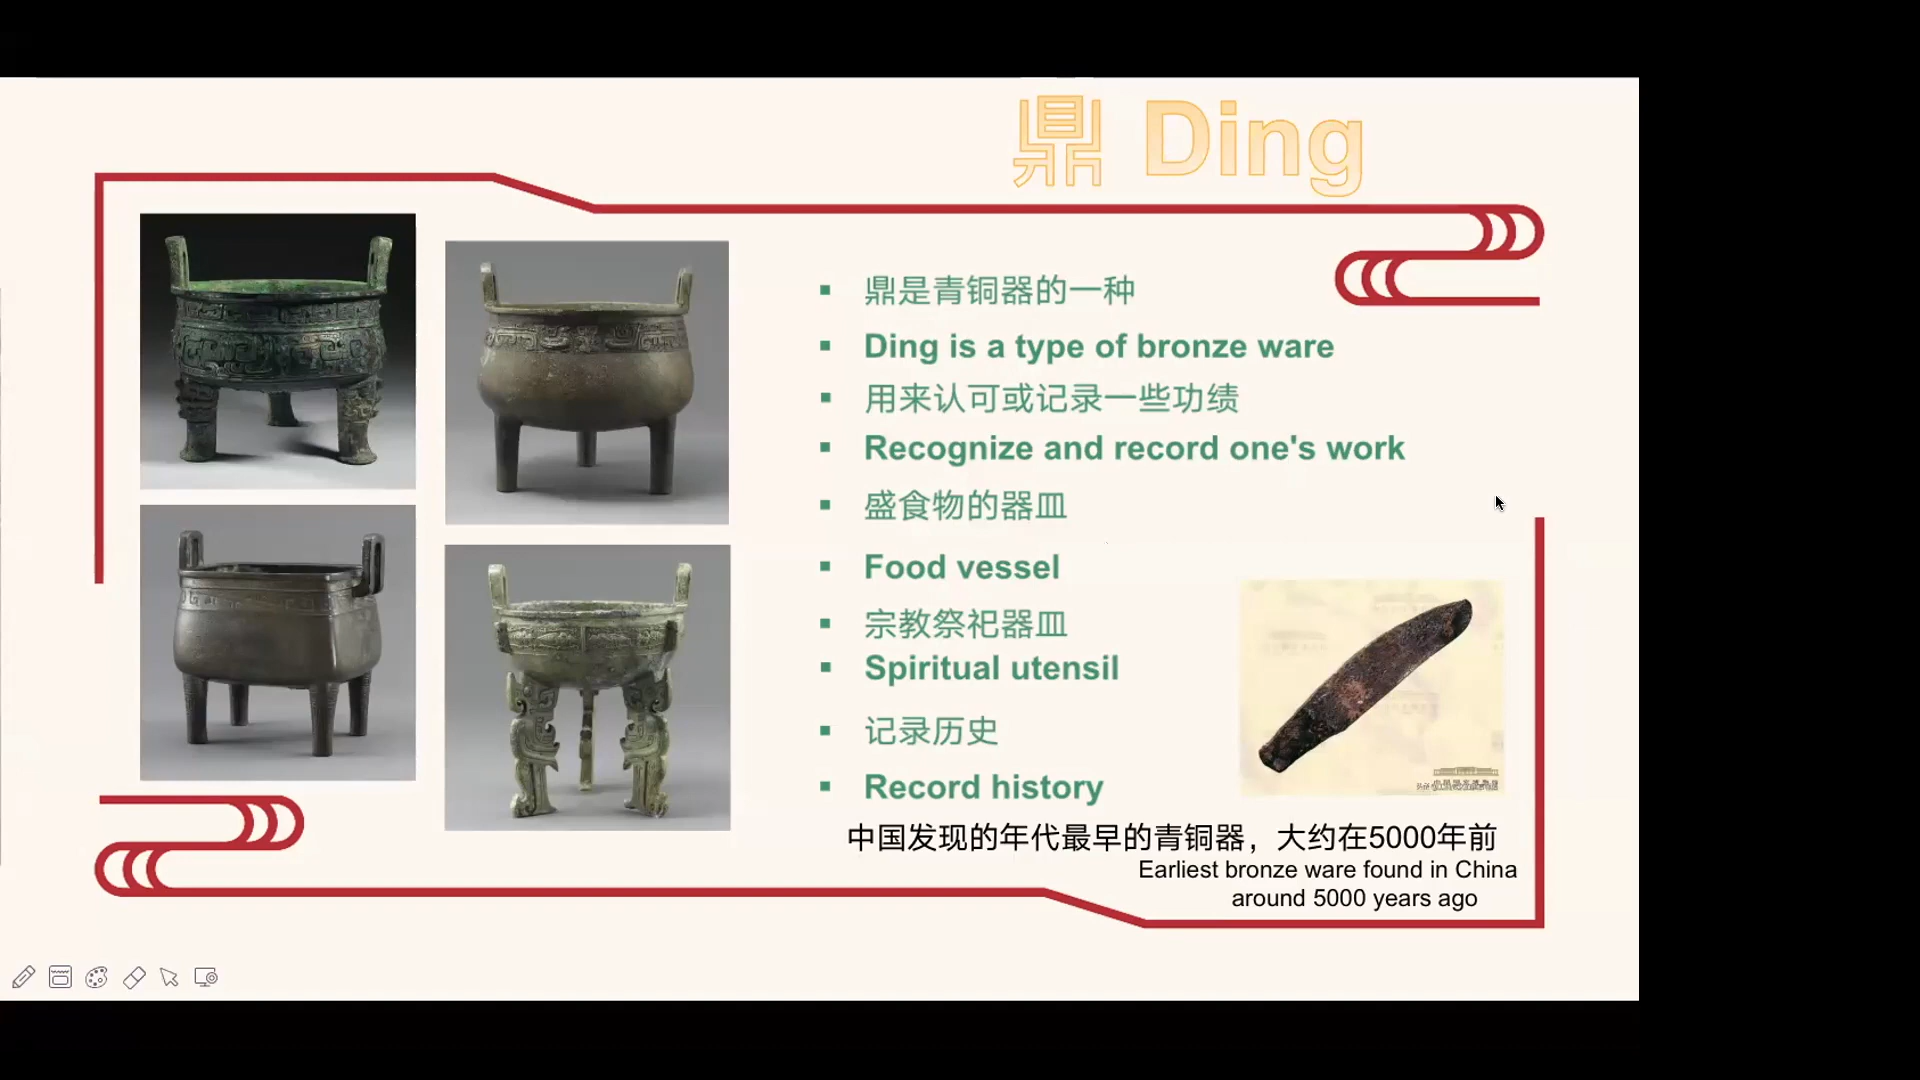 鼎 Ding
鼎是青铜器的一种
Ding is a type of bronze ware
用来认可或记录一些功绩
Recognize and record one's work
盛食物的器皿
Food vessel
宗教祭祀器皿
Spiritual utensil
记录历史
Record history
中国发现的年代最早的青铜器，大约在5000年前
Earliest bronze ware found in China
around 5000 years ago